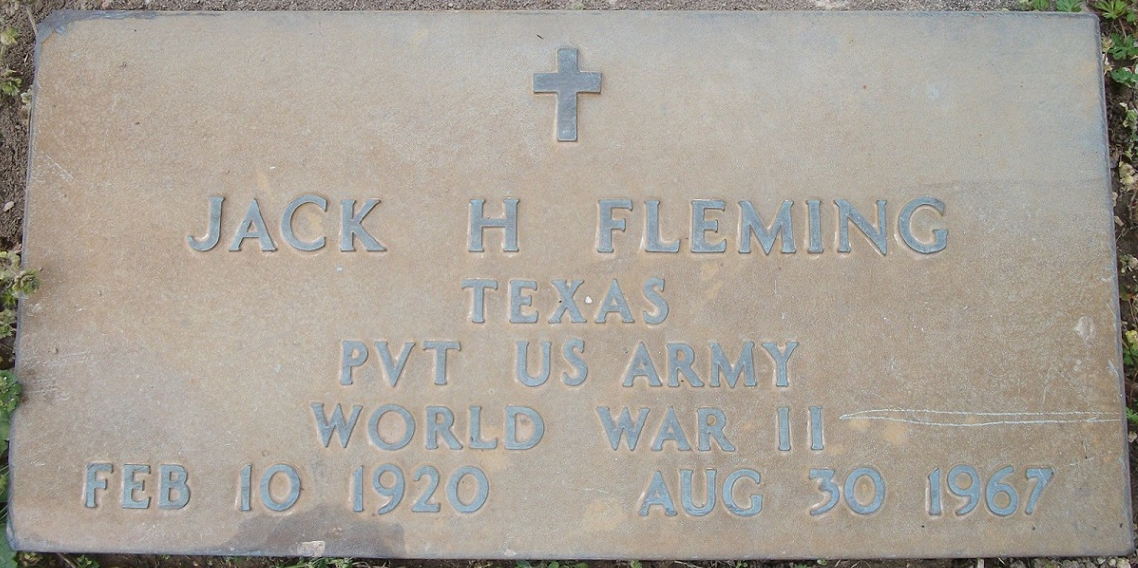 JACK H FLEMING
TEXAS
PVT US ARMY
WORLD WAR II
FEB 10 1920 AUG 30 1967